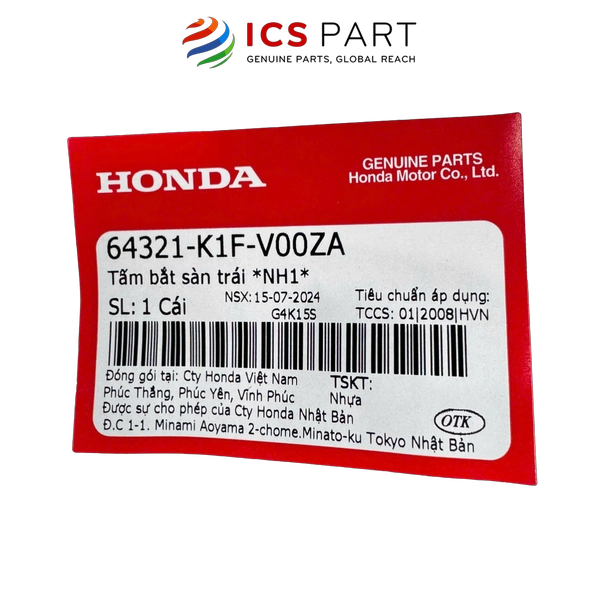 ICS PART
GENUINE PARTS, GLOBAL REACH
HONDA
GENUINE PARTS
Honda Motor Co., Ltd.
64321-K1F-V00ZA
Tấm bắt sàn trái *NH1*
SL: 1 Cái
NSX: 15-07-2024
G4K15S
Tiêu chuẩn áp dụng:
TCCS: 01|2008|HVN
Đóng gói tại: Cty Honda Việt Nam
Phúc Thắng, Phúc Yên, Vĩnh Phúc
TSKT:
Nhựa
Được sự cho phép của Cty Honda Nhật Bản
Đ.C 1-1. Minami Aoyama 2-chome.Minato-ku Tokyo Nhật Bản
OTK